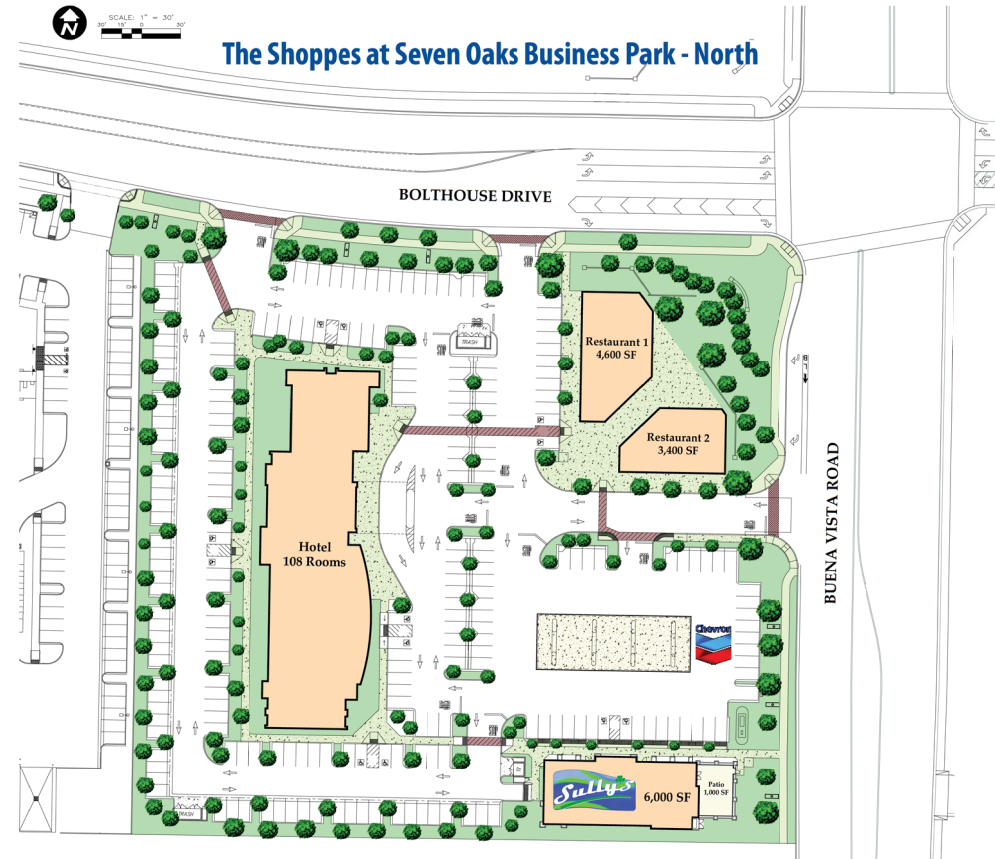 SCALE: 1" = 30'
30' 15' 0 30'
N
The Shoppes at Seven Oaks Business Park - North
BOLTHOUSE DRIVE
Restaurant 1
4,600 SF
TRASH
Restaurant 2
3,400 SF
BUENA VISTA ROAD
Hotel
108 Rooms
Chevron
Sully's
6,000 SF
Patio
1,000 SF
TRASH